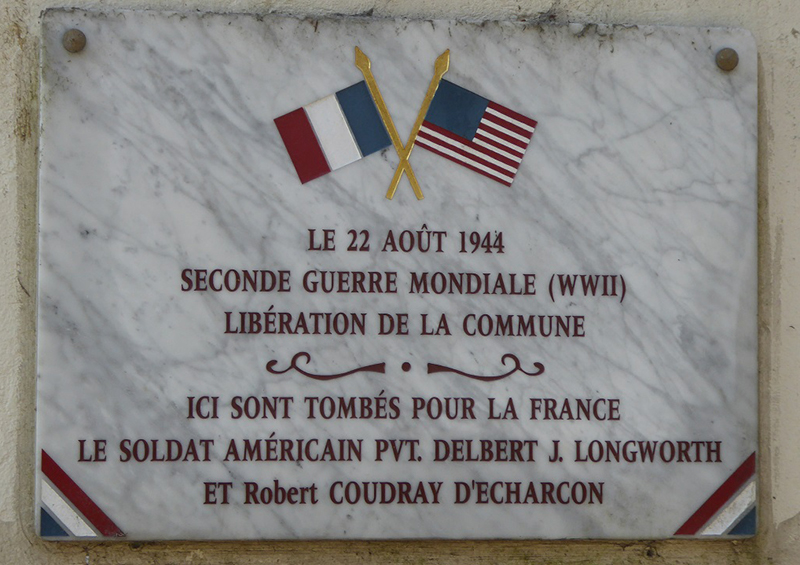 LE 22 AOÛT 1944
SECONDE GUERRE MONDIALE (WWII)
LIBÉRATION DE LA COMMUNE
ICI SONT TOMBÉS POUR LA FRANCE
LE SOLDAT AMÉRICAIN PVT. DELBERT J. LONGWORTH
ET Robert COUDRAY D'ECHARCON